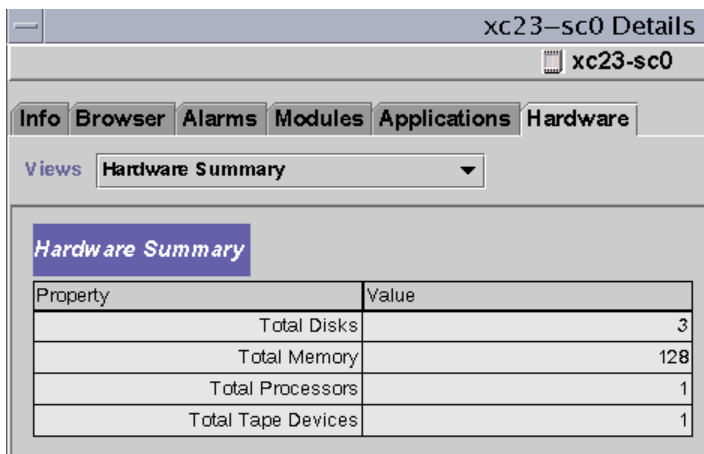 xc23–sc0 Details
xc23-sc0
Info Browser Alarms Modules Applications Hardware
Views Hardware Summary
Hardware Summary
Property Value
Total Disks 3
Total Memory 128
Total Processors 1
Total Tape Devices 1